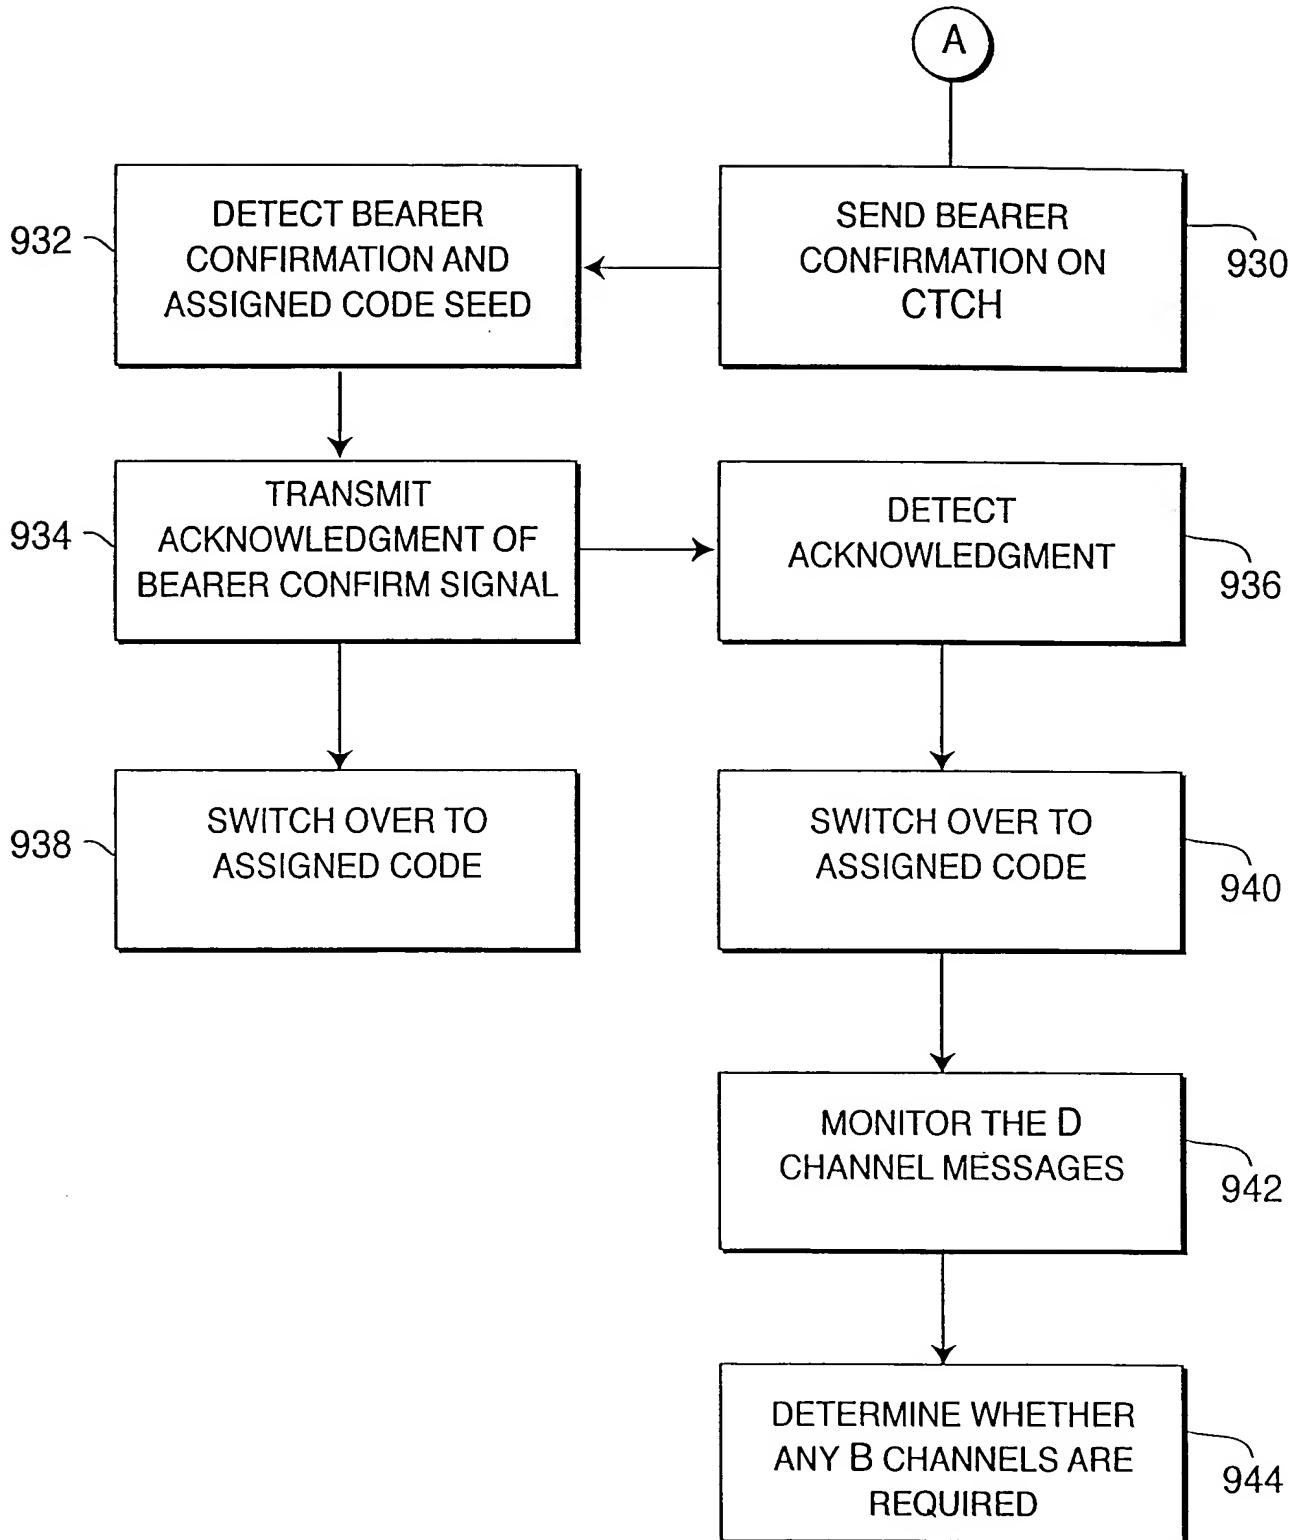 A
932
DETECT BEARER
CONFIRMATION AND
ASSIGNED CODE SEED
SEND BEARER
CONFIRMATION ON
CTCH
930
934
TRANSMIT
ACKNOWLEDGMENT OF
BEARER CONFIRM SIGNAL
DETECT
ACKNOWLEDGMENT
936
938
SWITCH OVER TO
ASSIGNED CODE
SWITCH OVER TO
ASSIGNED CODE
940
MONITOR THE D
CHANNEL MESSAGES
942
DETERMINE WHETHER
ANY B CHANNELS ARE
REQUIRED
944